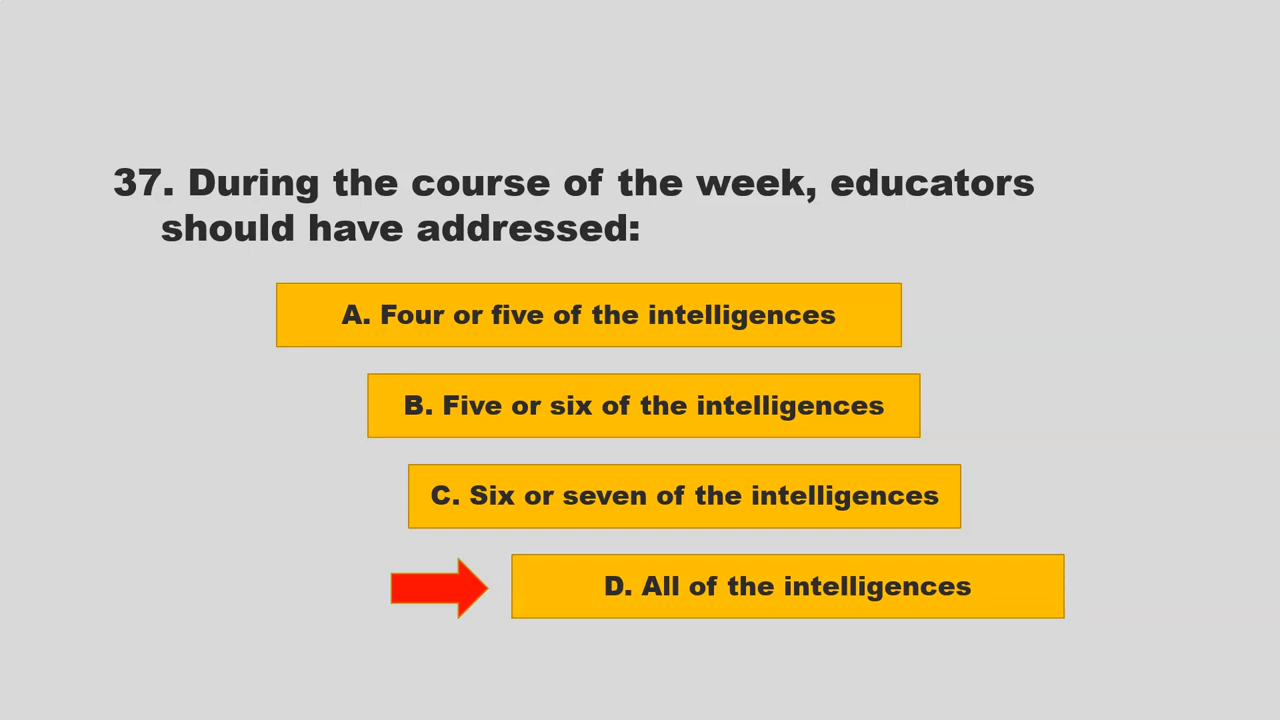 37. During the course of the week, educators
should have addressed:
A. Four or five of the intelligences
B. Five or six of the intelligences
C. Six or seven of the intelligences
D. All of the intelligences